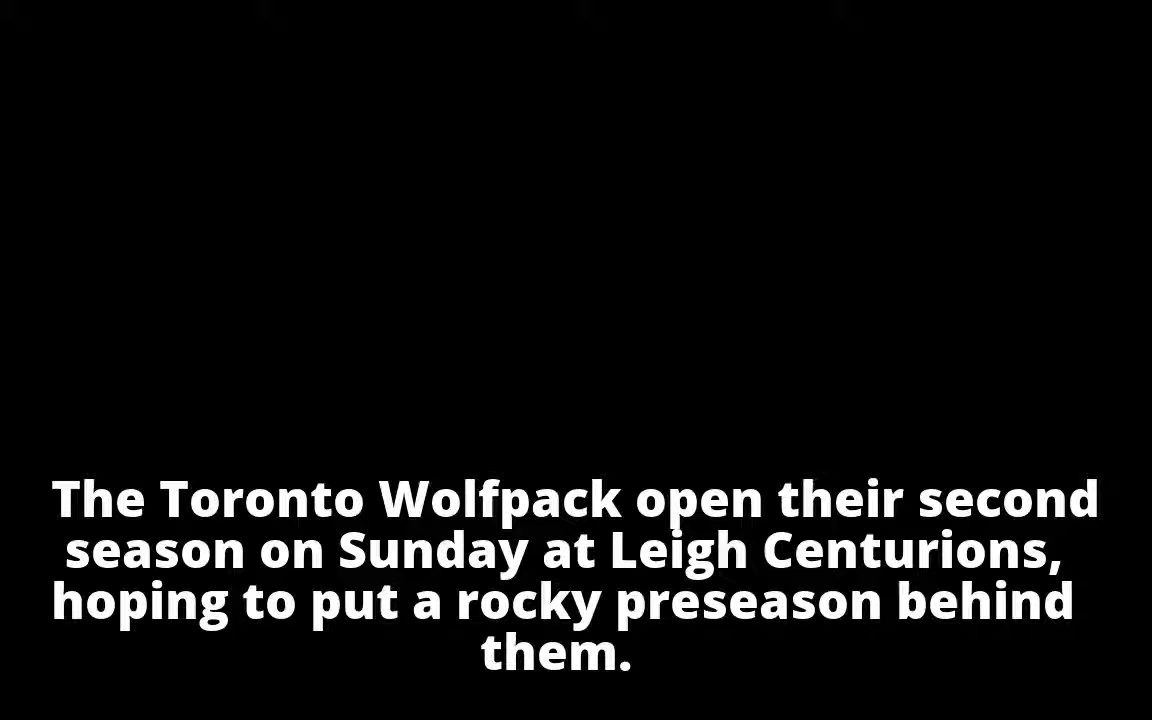 The Toronto Wolfpack open their second
season on Sunday at Leigh Centurions,
hoping to put a rocky preseason behind
them.